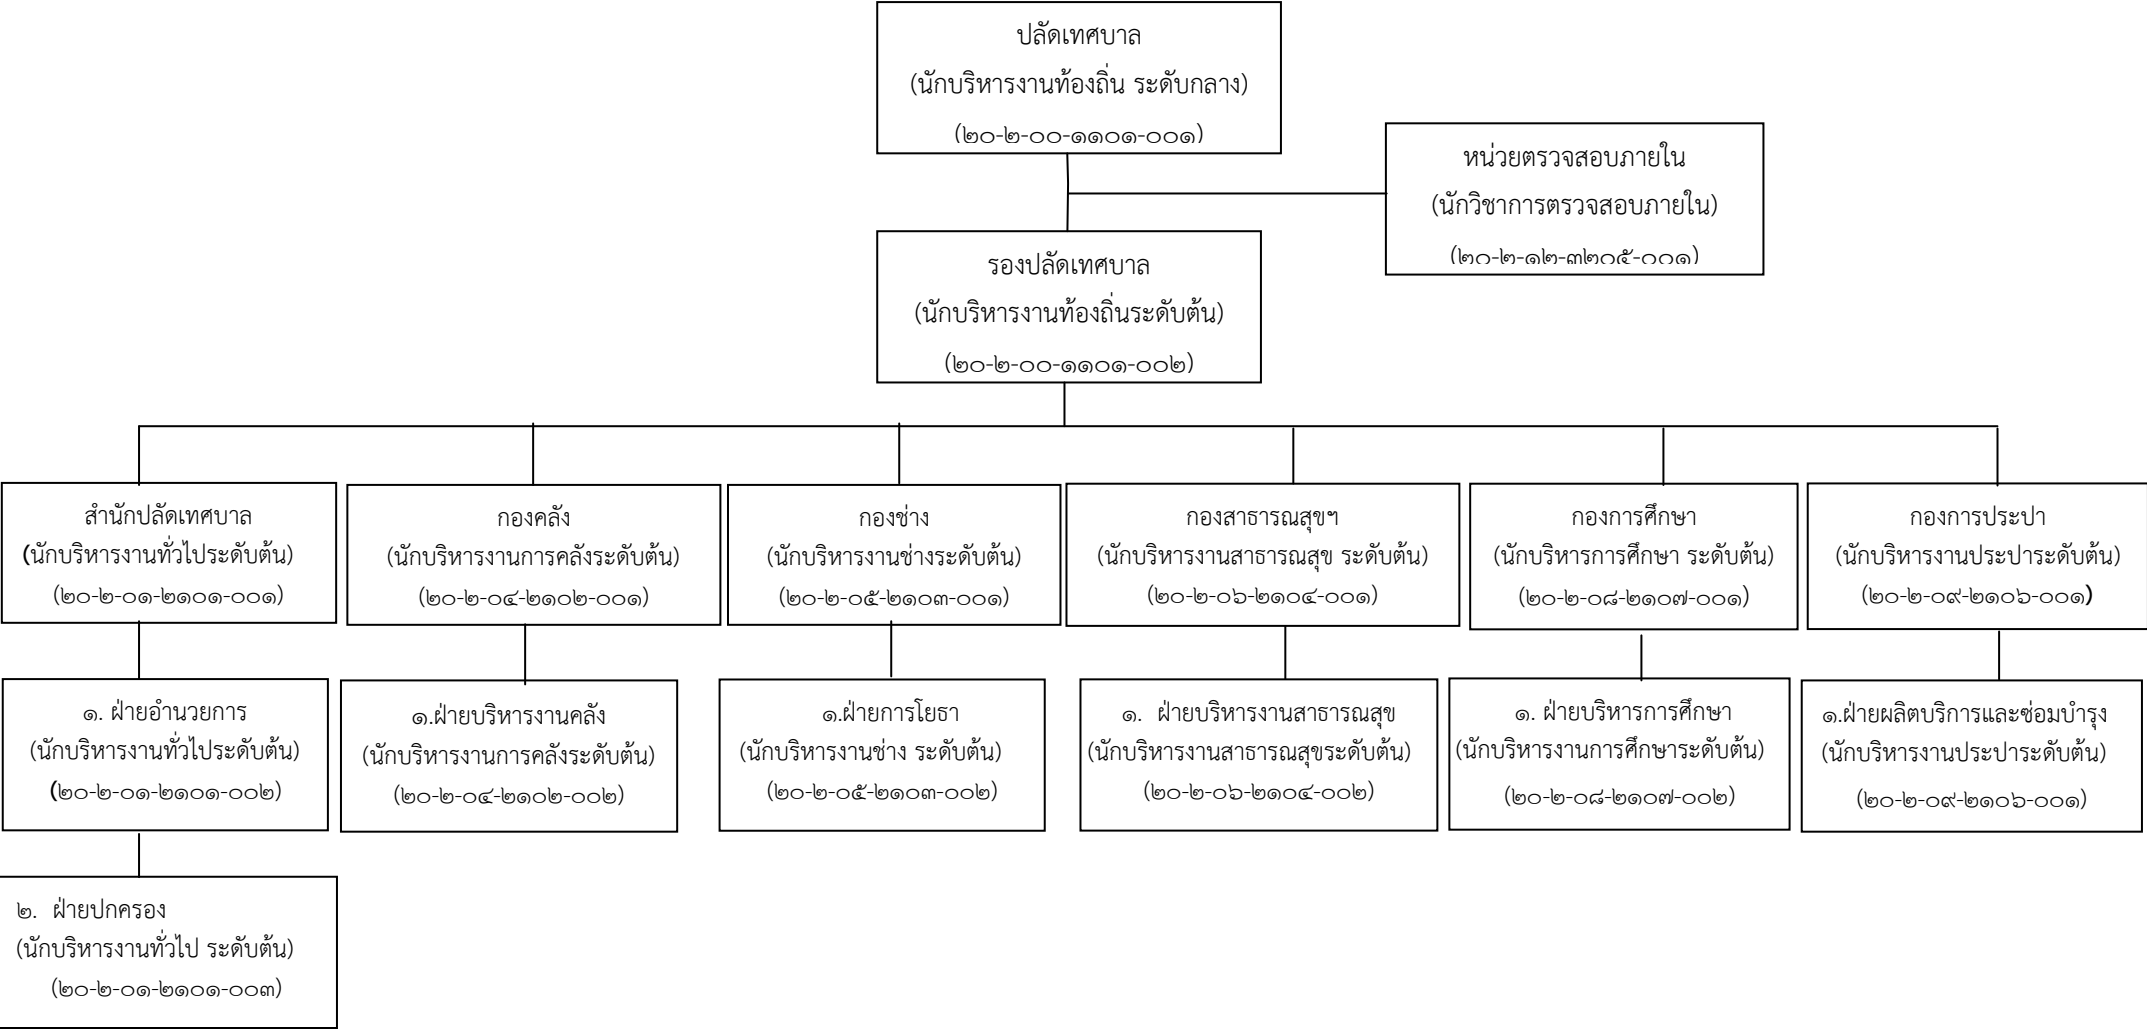 ปลัดเทศบาล
(นักบริหารงานท้องถิ่น ระดับกลาง)
(๒๐-๒-๐๐-๑๑๐๑-๐๐๑)
หน่วยตรวจสอบภายใน
(นักวิชาการตรวจสอบภายใน)
(๒๐-๒-๑๒-๓๒๐๕-๐๐๑)
รองปลัดเทศบาล
(นักบริหารงานท้องถิ่นระดับต้น)
(๒๐-๒-๐๐-๑๑๐๑-๐๐๒)
สำนักปลัดเทศบาล
(นักบริหารงานทั่วไประดับต้น)
(๒๐-๒-๐๑-๒๑๐๑-๐๐๑)
กองคลัง
(นักบริหารงานการคลังระดับต้น)
(๒๐-๒-๐๔-๒๑๐๒-๐๐๑)
กองช่าง
(นักบริหารงานช่างระดับต้น)
(๒๐-๒-๐๕-๒๑๐๓-๐๐๑)
กองสาธารณสุขฯ
(นักบริหารงานสาธารณสุข ระดับต้น)
(๒๐-๒-๐๖-๒๑๐๔-๐๐๑)
กองการศึกษา
(นักบริหารการศึกษา ระดับต้น)
(๒๐-๒-๐๘-๒๑๐๗-๐๐๑)
กองการประปา
(นักบริหารงานประปาระดับต้น)
(๒๐-๒-๐๙-๒๑๐๖-๐๐๑)
๑. ฝ่ายอำนวยการ
(นักบริหารงานทั่วไประดับต้น)
(๒๐-๒-๐๑-๒๑๐๑-๐๐๒)
๑.ฝ่ายบริหารงานคลัง
(นักบริหารงานการคลังระดับต้น)
(๒๐-๒-๐๔-๒๑๐๒-๐๐๒)
๑.ฝ่ายการโยธา
(นักบริหารงานช่าง ระดับต้น)
(๒๐-๒-๐๕-๒๑๐๓-๐๐๒)
๑. ฝ่ายบริหารงานสาธารณสุข
(นักบริหารงานสาธารณสุขระดับต้น)
(๒๐-๒-๐๖-๒๑๐๔-๐๐๒)
๑. ฝ่ายบริหารการศึกษา
(นักบริหารงานการศึกษาระดับต้น)
(๒๐-๒-๐๘-๒๑๐๗-๐๐๒)
๑.ฝ่ายผลิตบริการและซ่อมบำรุง
(นักบริหารงานประปาระดับต้น)
(๒๐-๒-๐๙-๒๑๐๖-๐๐๑)
๒. ฝ่ายปกครอง
(นักบริหารงานทั่วไป ระดับต้น)
(๒๐-๒-๐๑-๒๑๐๑-๐๐๓)